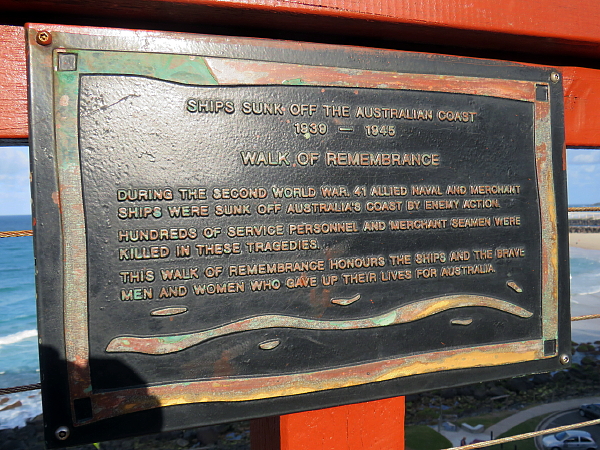 SHIPS SUNK OFF THE AUSTRALIAN COAST
1939 — 1945
WALK OF REMEMBRANCE
DURING THE SECOND WORLD WAR, 41 ALLIED NAVAL AND MERCHANT
SHIPS WERE SUNK OFF AUSTRALIA'S COAST BY ENEMY ACTION.
HUNDREDS OF SERVICE PERSONNEL AND MERCHANT SEAMEN WERE
KILLED IN THESE TRAGEDIES.
THIS WALK OF REMEMBRANCE HONOURS THE SHIPS AND THE BRAVE
MEN AND WOMEN WHO GAVE UP THEIR LIVES FOR AUSTRALIA.